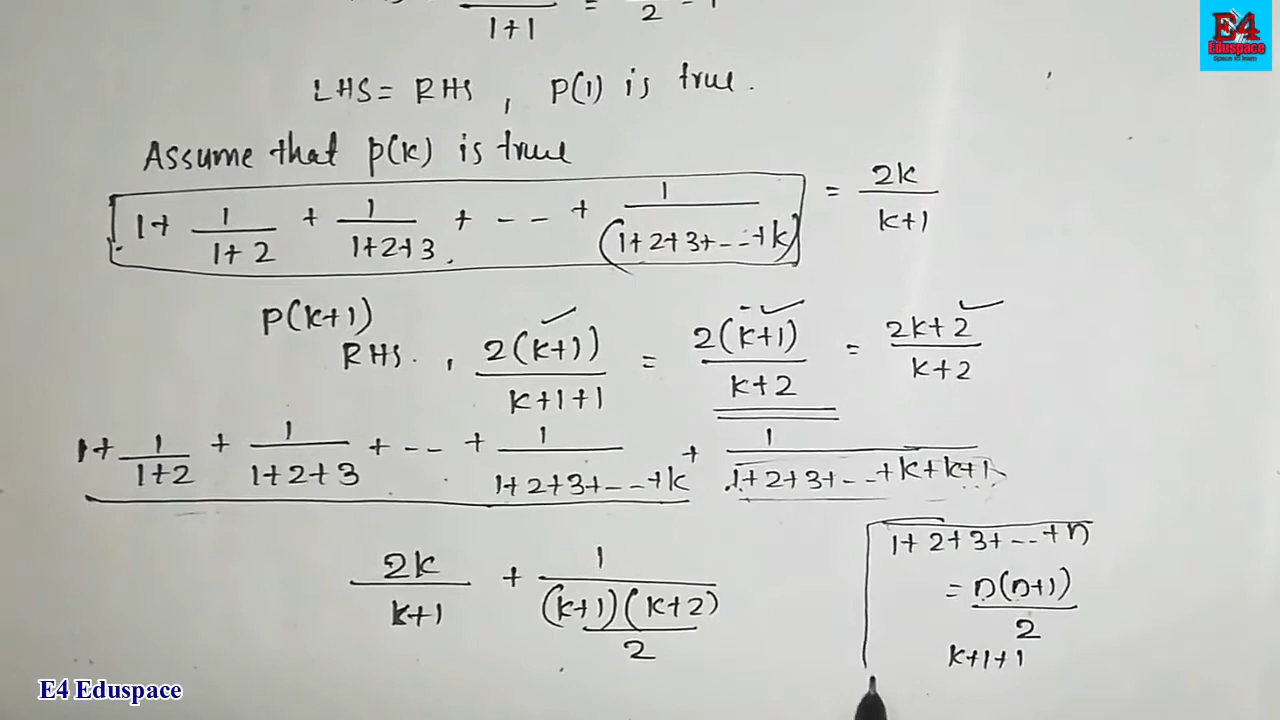 1+1 = 2
LHS = RHS , P(1) is true.
Assume that P(k) is true
1 + 1/(1+2) + 1/(1+2+3) + -- + 1/(1+2+3+--+k) = 2k/(k+1)
P(k+1)
RHS. , 2(k+1)/(k+1+1) = 2(k+1)/(k+2) = (2k+2)/(k+2)
1 + 1/(1+2) + 1/(1+2+3) + -- + 1/(1+2+3+--+k) + 1/(1+2+3+--+k+k+1)
2k/(k+1) + 1/((k+1)(k+2)/2)
1+2+3+--+n
= n(n+1)/2
k+1+1
E4
Eduspace
E4 Eduspace